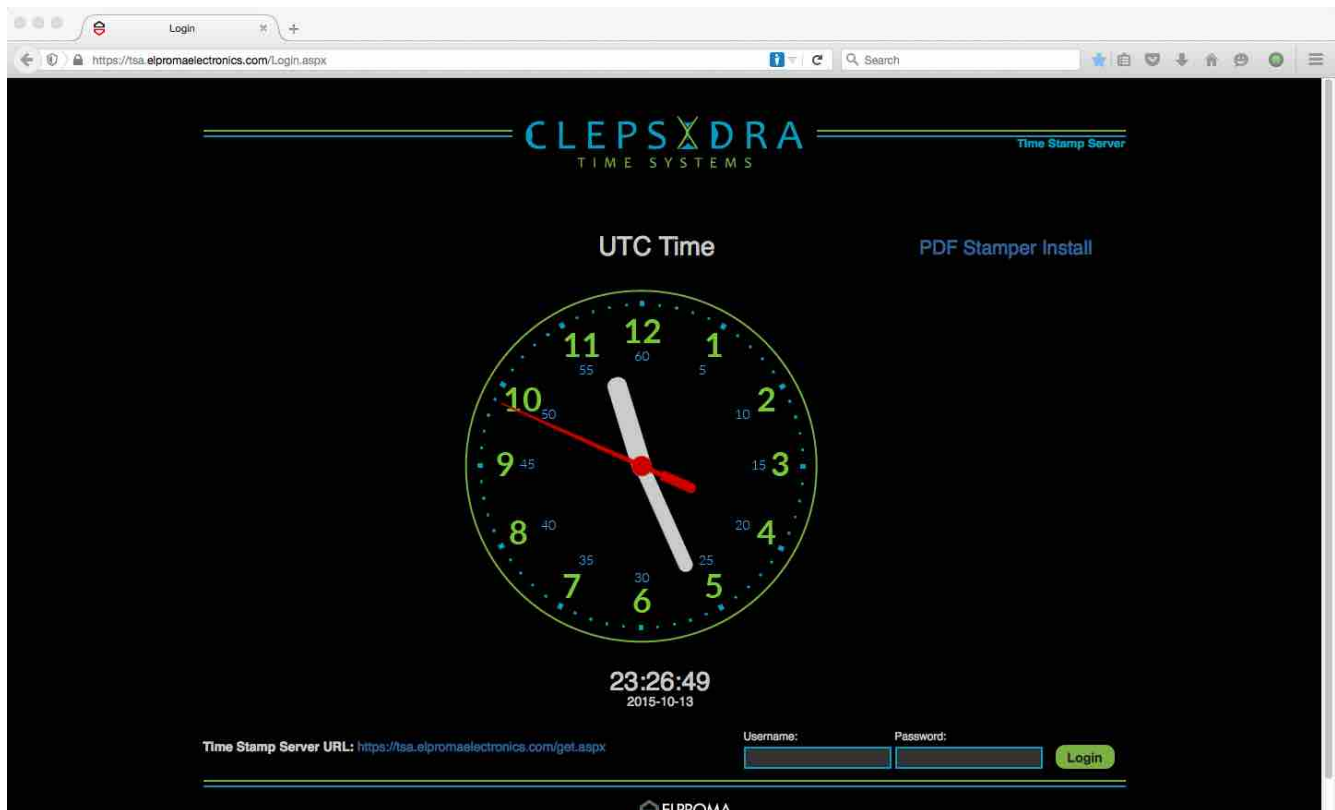 Login
https://tsa.elpromaelectronics.com/Login.aspx
Search
CLEPSYDRA
TIME SYSTEMS
Time Stamp Server
UTC Time
PDF Stamper Install
12
60
1
5
2
10
3
15
4
20
5
25
6
30
7
35
8
40
9
45
10
50
11
55
23:26:49
2015-10-13
Time Stamp Server URL: https://tsa.elpromaelectronics.com/get.aspx
Username:
Password:
Login
ELPROMA